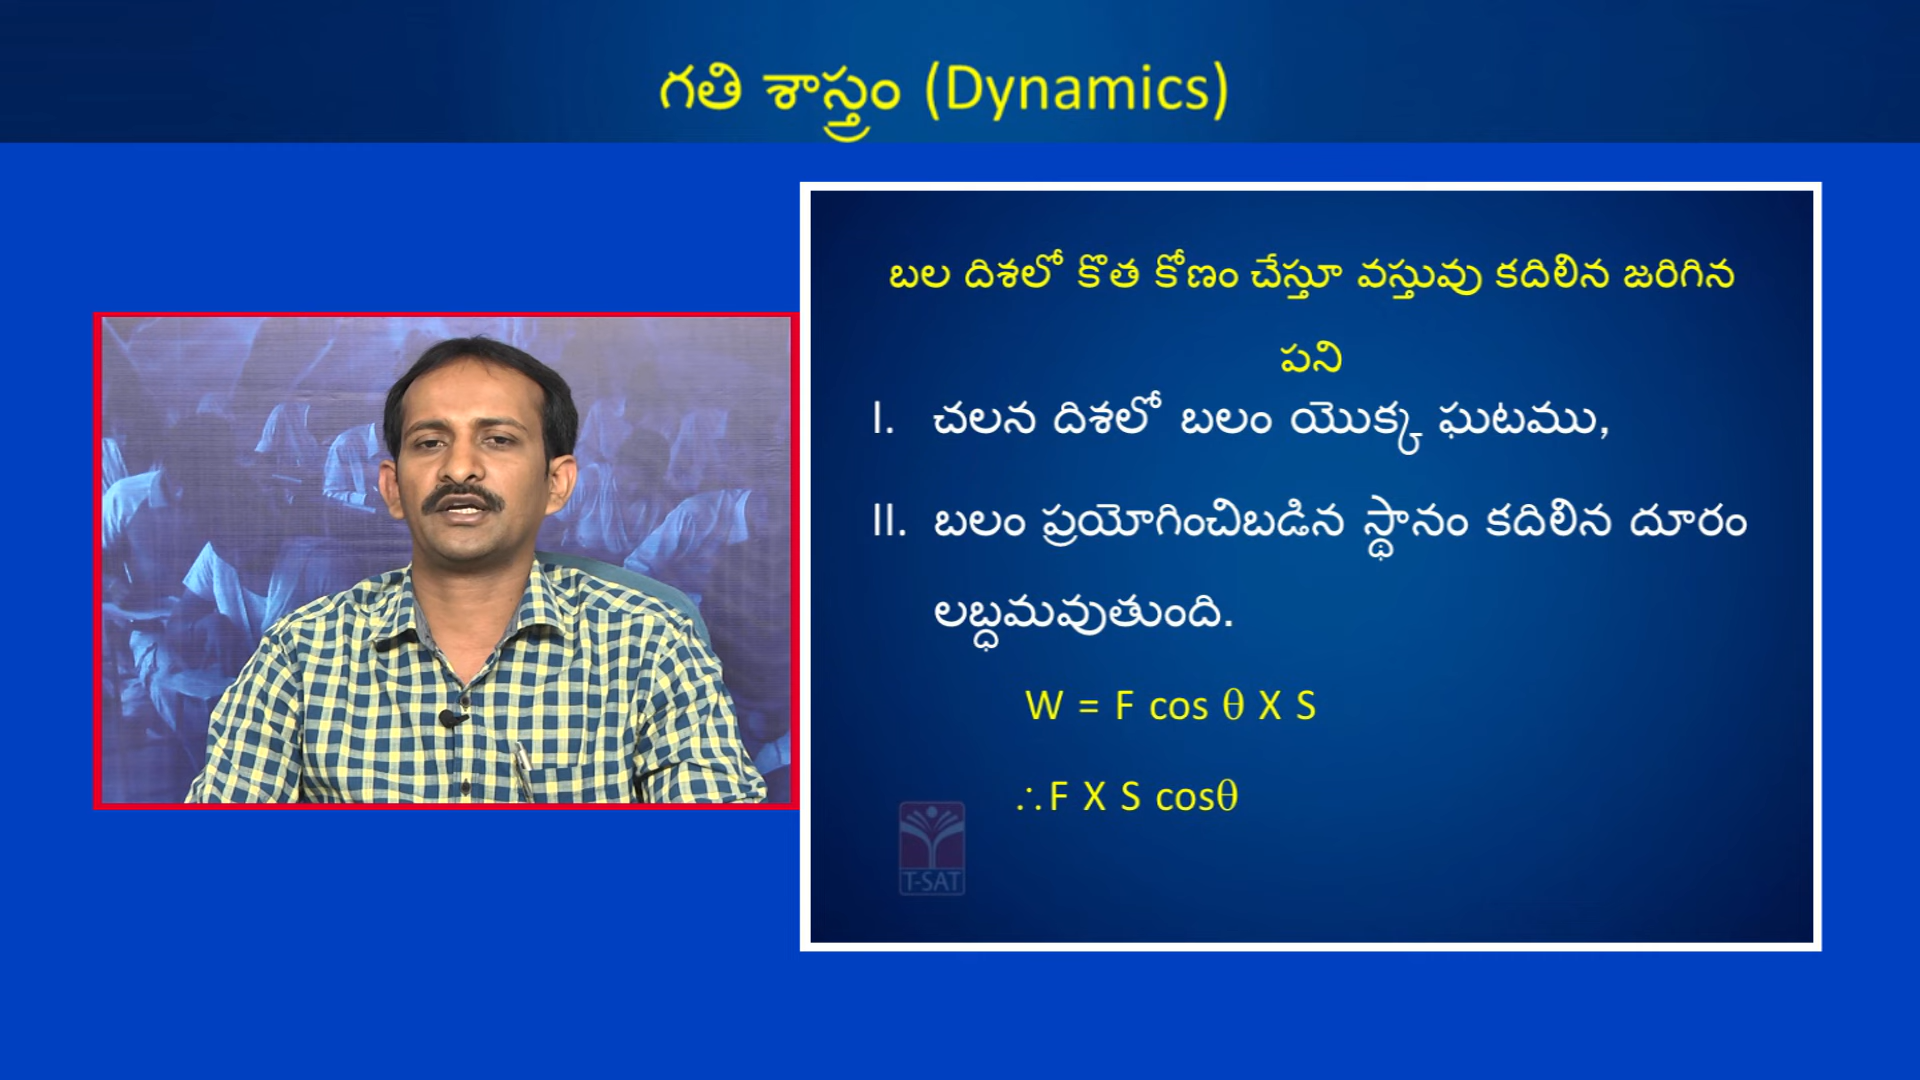 గతి శాస్త్రం (Dynamics)
బల దిశలో కొత కోణం చేస్తూ వస్తువు కదిలిన జరిగిన
పని
I. చలన దిశలో బలం యొక్క ఘటము,
II. బలం ప్రయోగించిబడిన స్థానం కదిలిన దూరం
లబ్ధమవుతుంది.
W = F cos θ X S
∴F X S cosθ
T-SAT